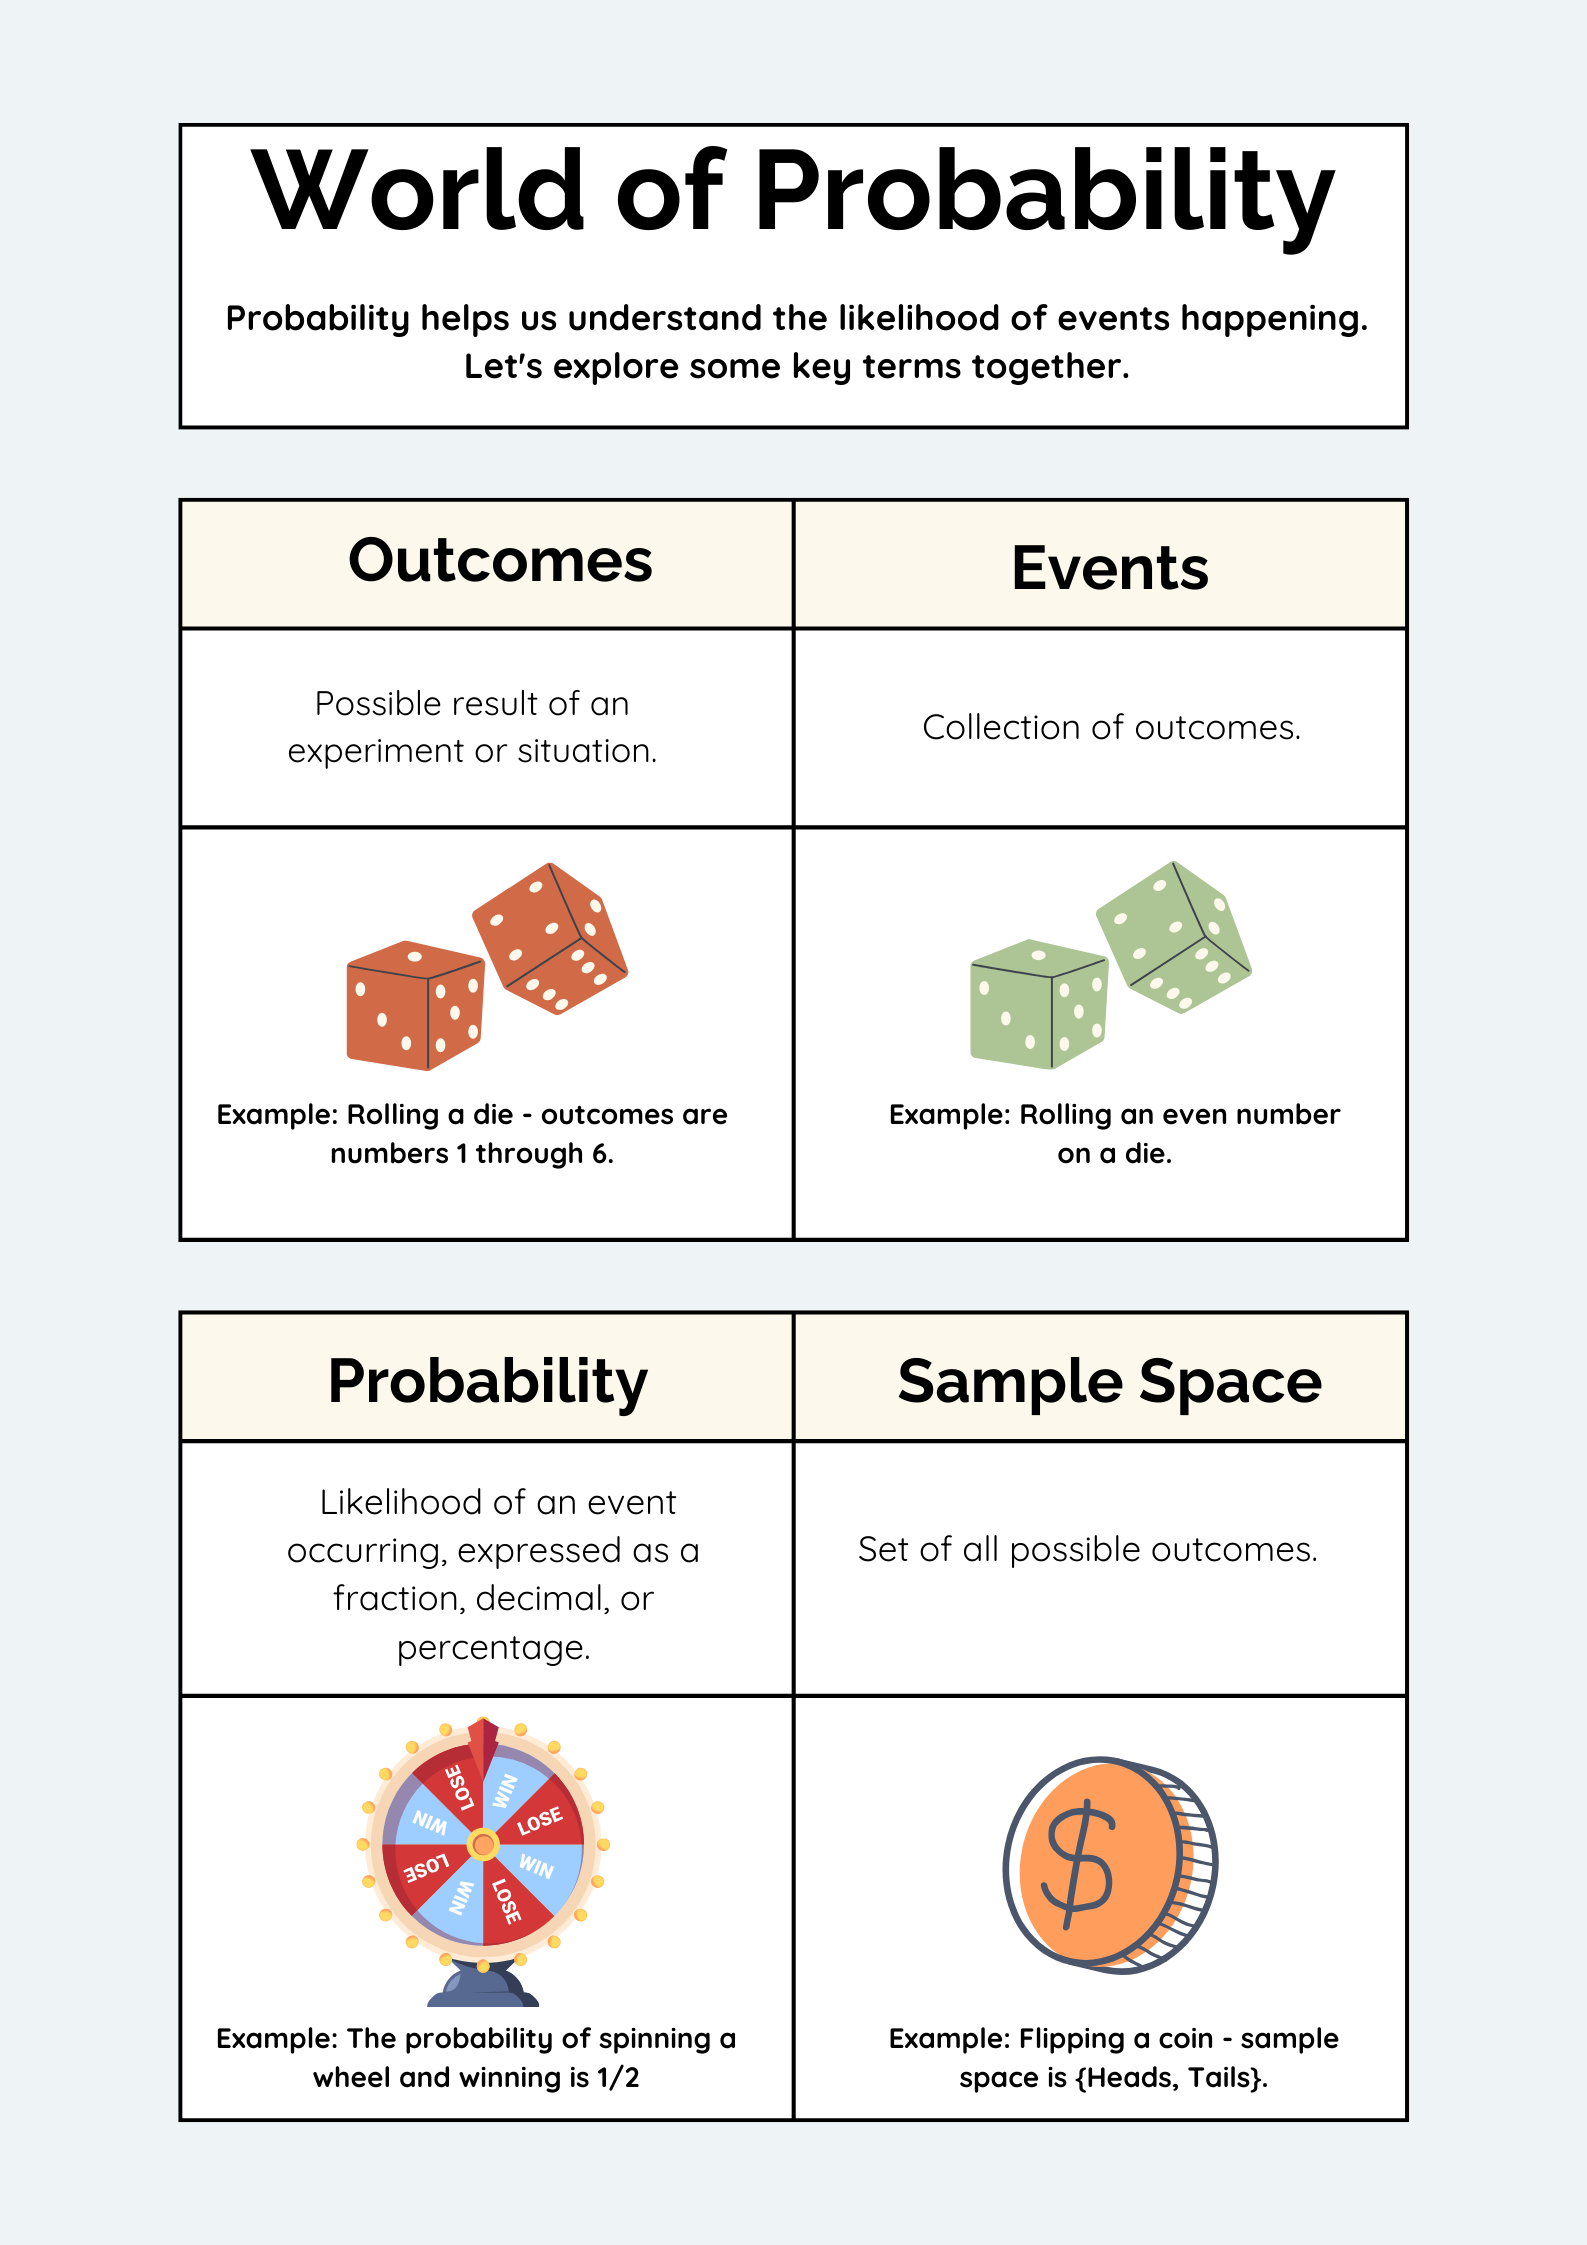 World of Probability
Probability helps us understand the likelihood of events happening.
Let's explore some key terms together.
Outcomes
Events
Possible result of an
experiment or situation.
Collection of outcomes.
Example: Rolling a die - outcomes are
numbers 1 through 6.
Example: Rolling an even number
on a die.
Probability
Sample Space
Likelihood of an event
occurring, expressed as a
fraction, decimal, or
percentage.
Set of all possible outcomes.
LOSE
WIN
WIN
LOSE
LOSE
WIN
WIN
LOSE
$
Example: The probability of spinning a
wheel and winning is 1/2
Example: Flipping a coin - sample
space is {Heads, Tails}.